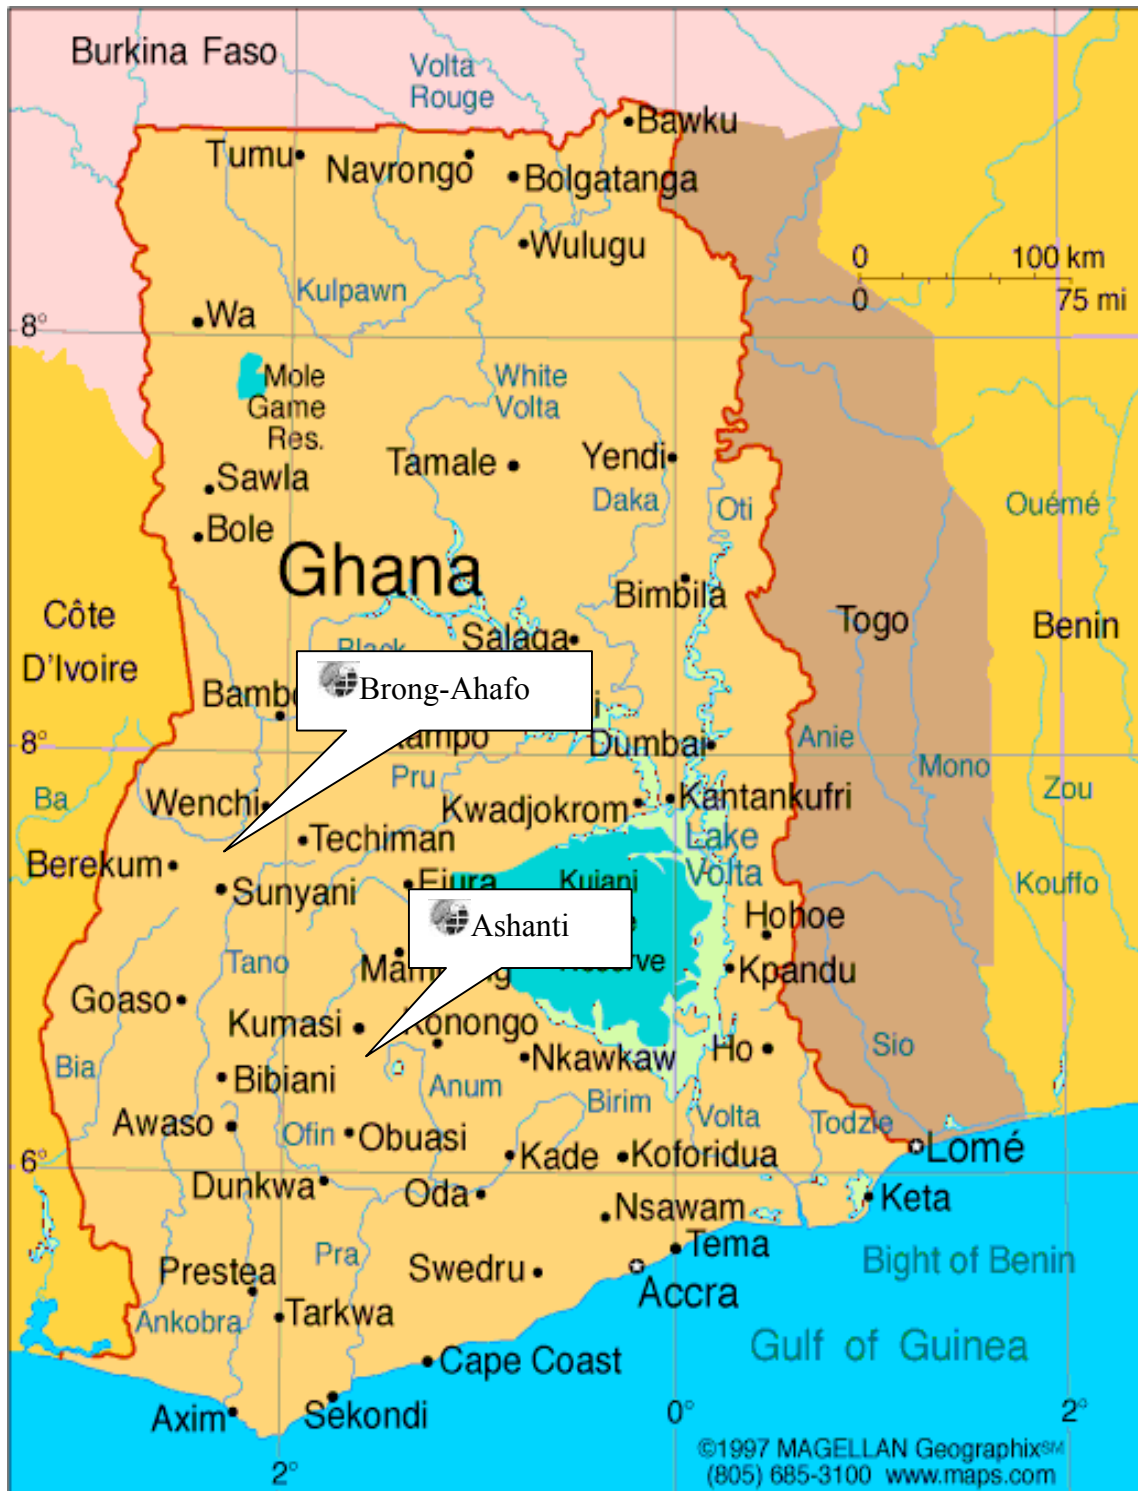 Burkina Faso
Volta
Rouge
Bawku
Tumu
Navrongo
Bolgatanga
Wulugu
0 100 km
0 75 mi
Kulpawn
Wa
8°
Mole
Game
Res.
White
Volta
Tamale
Yendi
Sawla
Daka
Oti
Ouémé
Bole
Ghana
Bimbila
Côte
D'Ivoire
Togo
Benin
Black
Salaga
Brong-Ahafo
Dumbai
8°
Anie
Mono
Pru
Ba
Wenchi
Kwadjokrom
Kantankufri
Zou
Techiman
Lake
Volta
Berekum
Sunyani
Ejura
Kujani
Kouffo
Ashanti
Hohoe
Tano
Kpandu
Goaso
Kumasi
Konongo
Nkawkaw
Ho
Sio
Bia
Bibiani
Anum
Birim
Volta
Todzie
Awaso
Ofin
Obuasi
Kade
Koforidua
Lomé
6°
Dunkwa
Oda
Nsawam
Keta
Pra
Tema
Bight of Benin
Prestea
Swedru
Accra
Ankobra
Tarkwa
Gulf of Guinea
Cape Coast
Axim
Sekondi
0°
2°
2°
©1997 MAGELLAN Geographix℠
(805) 685-3100 www.maps.com